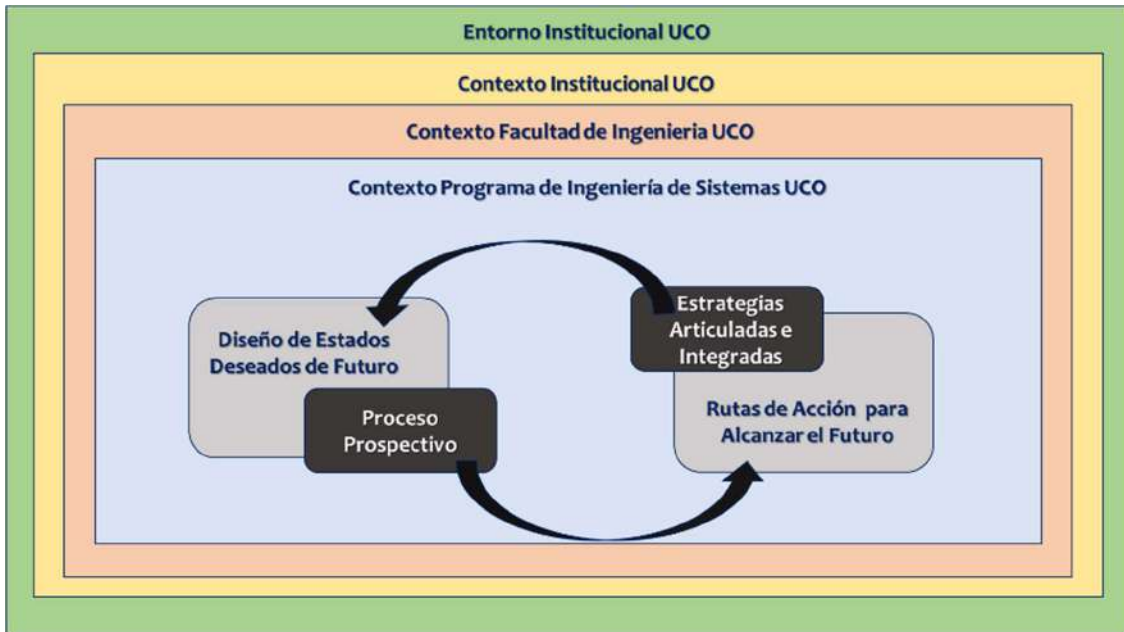 Entorno Institucional UCO
Contexto Institucional UCO
Contexto Facultad de Ingenieria UCO
Contexto Programa de Ingeniería de Sistemas UCO
Diseño de Estados
Deseados de Futuro
Proceso
Prospectivo
Estrategias
Articuladas e
Integradas
Rutas de Acción para
Alcanzar el Futuro